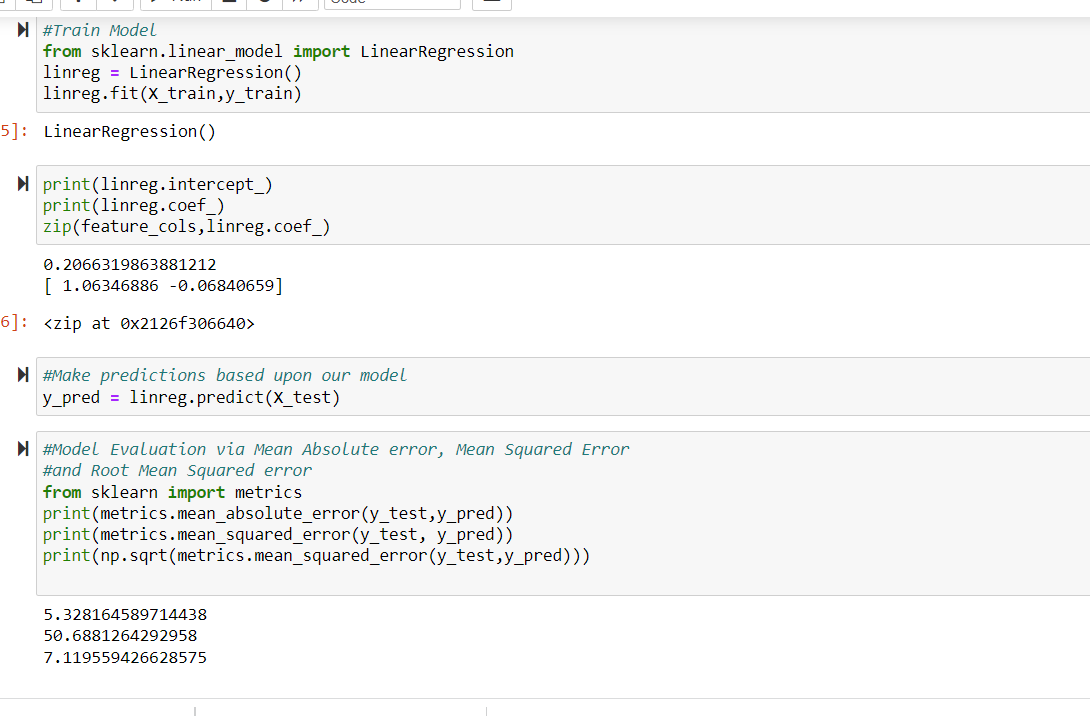 #Train Model
from sklearn.linear_model import LinearRegression
linreg = LinearRegression()
linreg.fit(X_train,y_train)
5]: LinearRegression()
print(linreg.intercept_)
print(linreg.coef_)
zip(feature_cols,linreg.coef_)
0.2066319863881212
[ 1.06346886 -0.06840659]
6]: <zip at 0x2126f306640>
#Make predictions based upon our model
y_pred = linreg.predict(X_test)
#Model Evaluation via Mean Absolute error, Mean Squared Error
#and Root Mean Squared error
from sklearn import metrics
print(metrics.mean_absolute_error(y_test,y_pred))
print(metrics.mean_squared_error(y_test, y_pred))
print(np.sqrt(metrics.mean_squared_error(y_test,y_pred)))
5.328164589714438
50.6881264292958
7.119559426628575